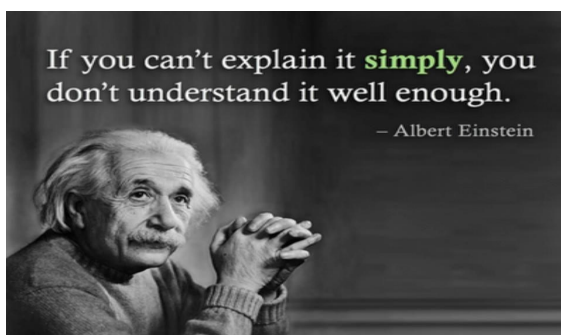 If you can't explain it simply, you
don't understand it well enough.
– Albert Einstein